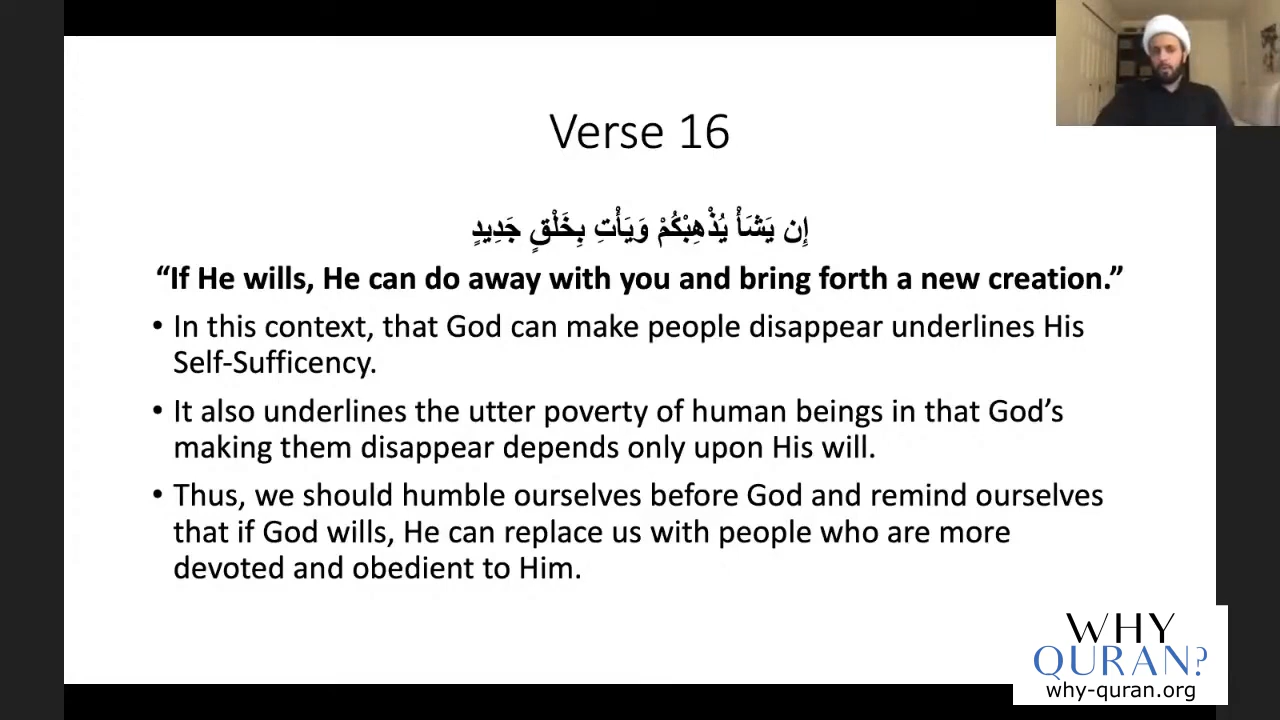 Verse 16
إِن يَشَأْ يُذْهِبْكُمْ وَيَأْتِ بِخَلْقٍ جَدِيدٍ
“If He wills, He can do away with you and bring forth a new creation.”
• In this context, that God can make people disappear underlines His
Self-Sufficency.
• It also underlines the utter poverty of human beings in that God’s
making them disappear depends only upon His will.
• Thus, we should humble ourselves before God and remind ourselves
that if God wills, He can replace us with people who are more
devoted and obedient to Him.
WHY
QURAN?
why-quran.org